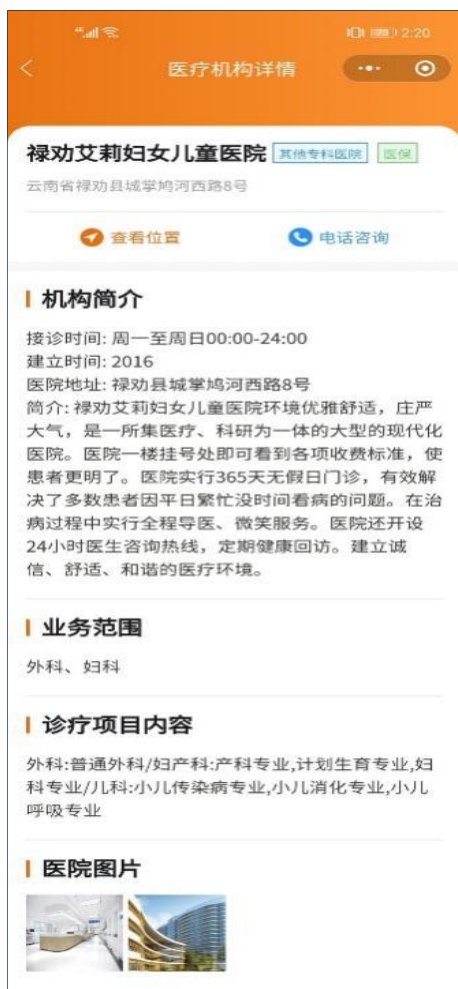 2:20
医疗机构详情
禄劝艾莉妇女儿童医院 其他专科医院 医保
云南省禄劝县城掌鸠河西路8号
查看位置 电话咨询
机构简介
接诊时间: 周一至周日00:00-24:00
建立时间: 2016
医院地址: 禄劝县城掌鸠河西路8号
简介: 禄劝艾莉妇女儿童医院环境优雅舒适，庄严
大气，是一所集医疗、科研为一体的大型的现代化
医院。医院一楼挂号处即可看到各项收费标准，使
患者更明了。医院实行365天无假日门诊，有效解
决了多数患者因平日繁忙没时间看病的问题。在治
病过程中实行全程导医、微笑服务。医院还开设
24小时医生咨询热线，定期健康回访。建立诚
信、舒适、和谐的医疗环境。
业务范围
外科、妇科
诊疗项目内容
外科:普通外科/妇产科:产科专业,计划生育专业,妇
科专业/儿科:小儿传染病专业,小儿消化专业,小儿
呼吸专业
医院图片